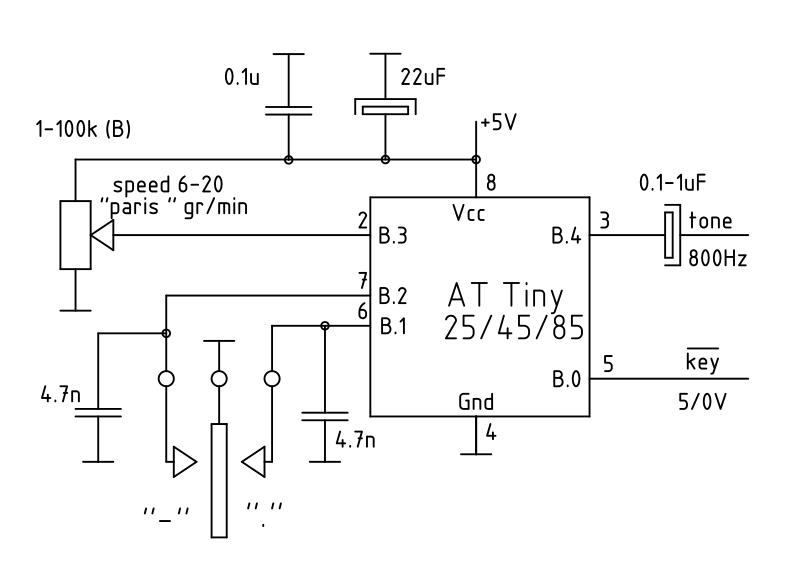 0.1u
22uF
1-100k (B)
+5V
speed 6-20
"paris " gr/min
8
Vcc
0.1-1uF
2
B.3
B.4
3
tone
800Hz
7
B.2
AT Tiny
6
B.1
25/45/85
5
key
B.0
4.7n
Gnd
5/0V
4
4.7n
"_"
"."